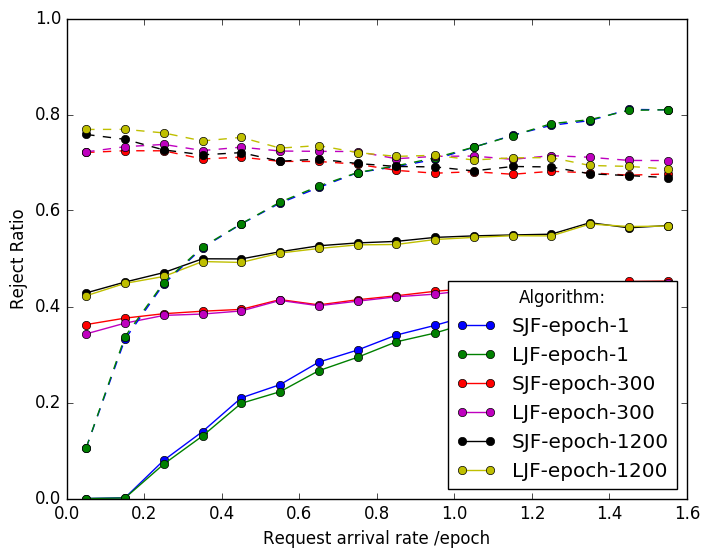 1.0
0.8
0.6
0.4
0.2
0.0
Reject Ratio
Algorithm:
SJF-epoch-1
LJF-epoch-1
SJF-epoch-300
LJF-epoch-300
SJF-epoch-1200
LJF-epoch-1200
0.0 0.2 0.4 0.6 0.8 1.0 1.2 1.4 1.6
Request arrival rate /epoch